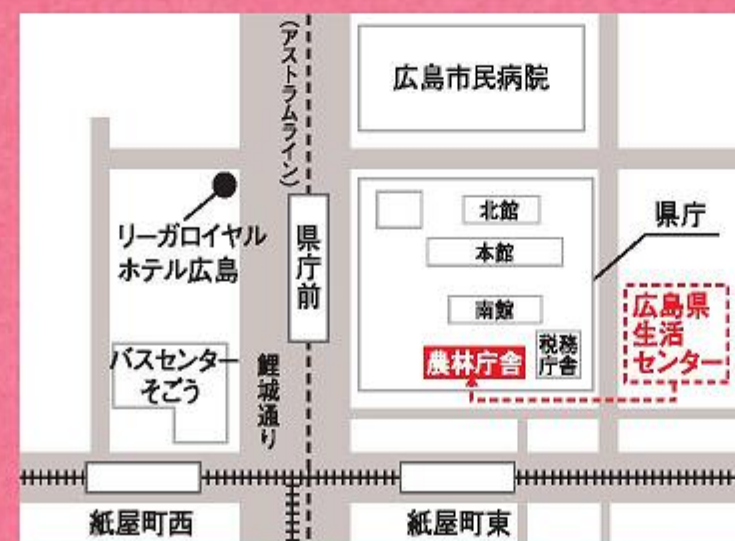 (アストラムライン)
広島市民病院
リーガロイヤル
ホテル広島
県庁前
北館
本館
南館
県庁
農林庁舎
税務
庁舎
広島県
生活
センター
バスセンター
そごう
鯉城通り
紙屋町西
紙屋町東